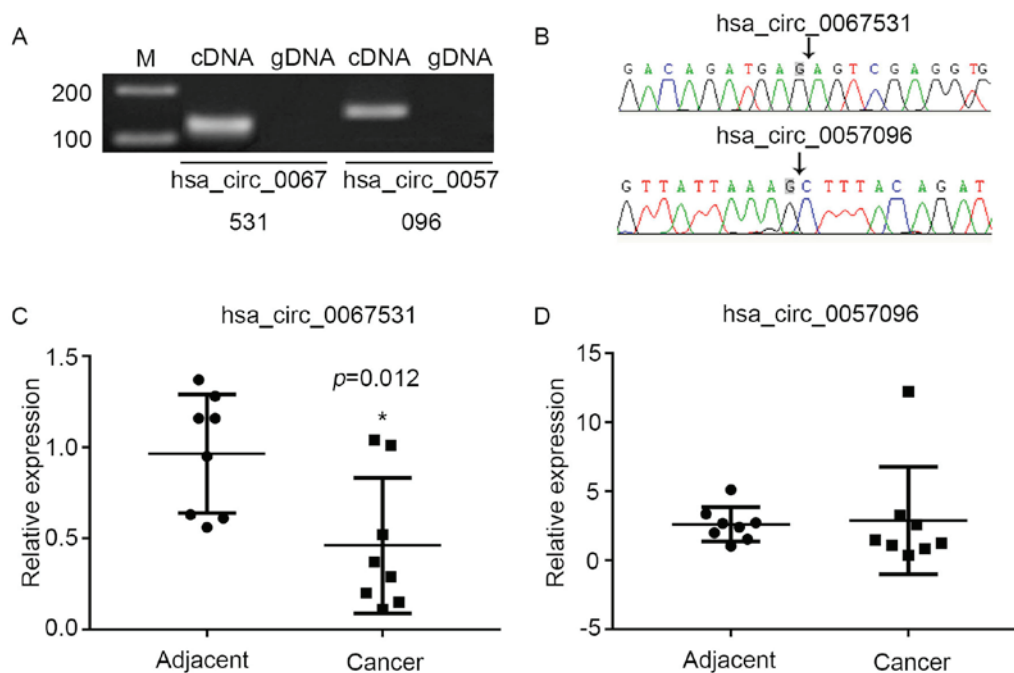 A
M cDNA gDNA cDNA gDNA
200
100
hsa_circ_0067 hsa_circ_0057
531 096
B
hsa_circ_0067531
G A C A G A T G A G A G T C G A G G T G
hsa_circ_0057096
G T T A T T A A A G C T T T A C A G A T
C
hsa_circ_0067531
p=0.012
*
Relative expression
1.5
1.0
0.5
0.0
Adjacent Cancer
D
hsa_circ_0057096
Relative expression
15
10
5
0
-5
Adjacent Cancer